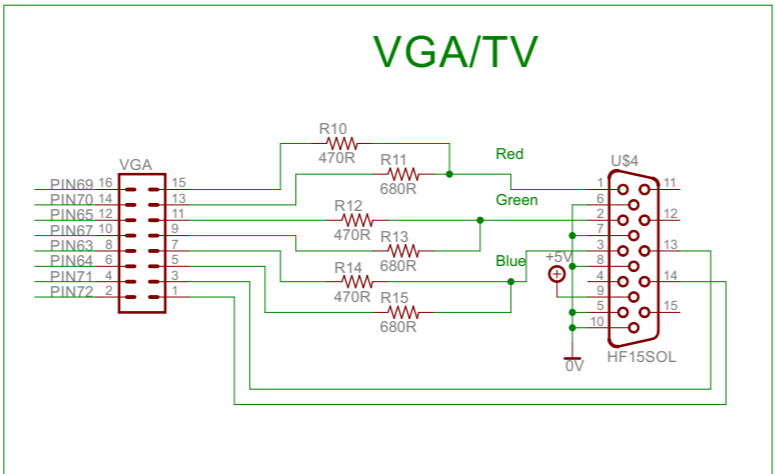 VGA/TV
R10
470R
R11
680R
Red
VGA
U$4
PIN69 16 15
PIN70 14 13
PIN65 12 11
PIN67 10 9
PIN63 8 7
PIN64 6 5
PIN71 4 3
PIN72 2 1
R12
470R
R13
680R
Green
R14
470R
R15
680R
Blue
+5V
1 11
6
2 12
7
3 13
8
4 14
9
5 15
10
0V
HF15SOL